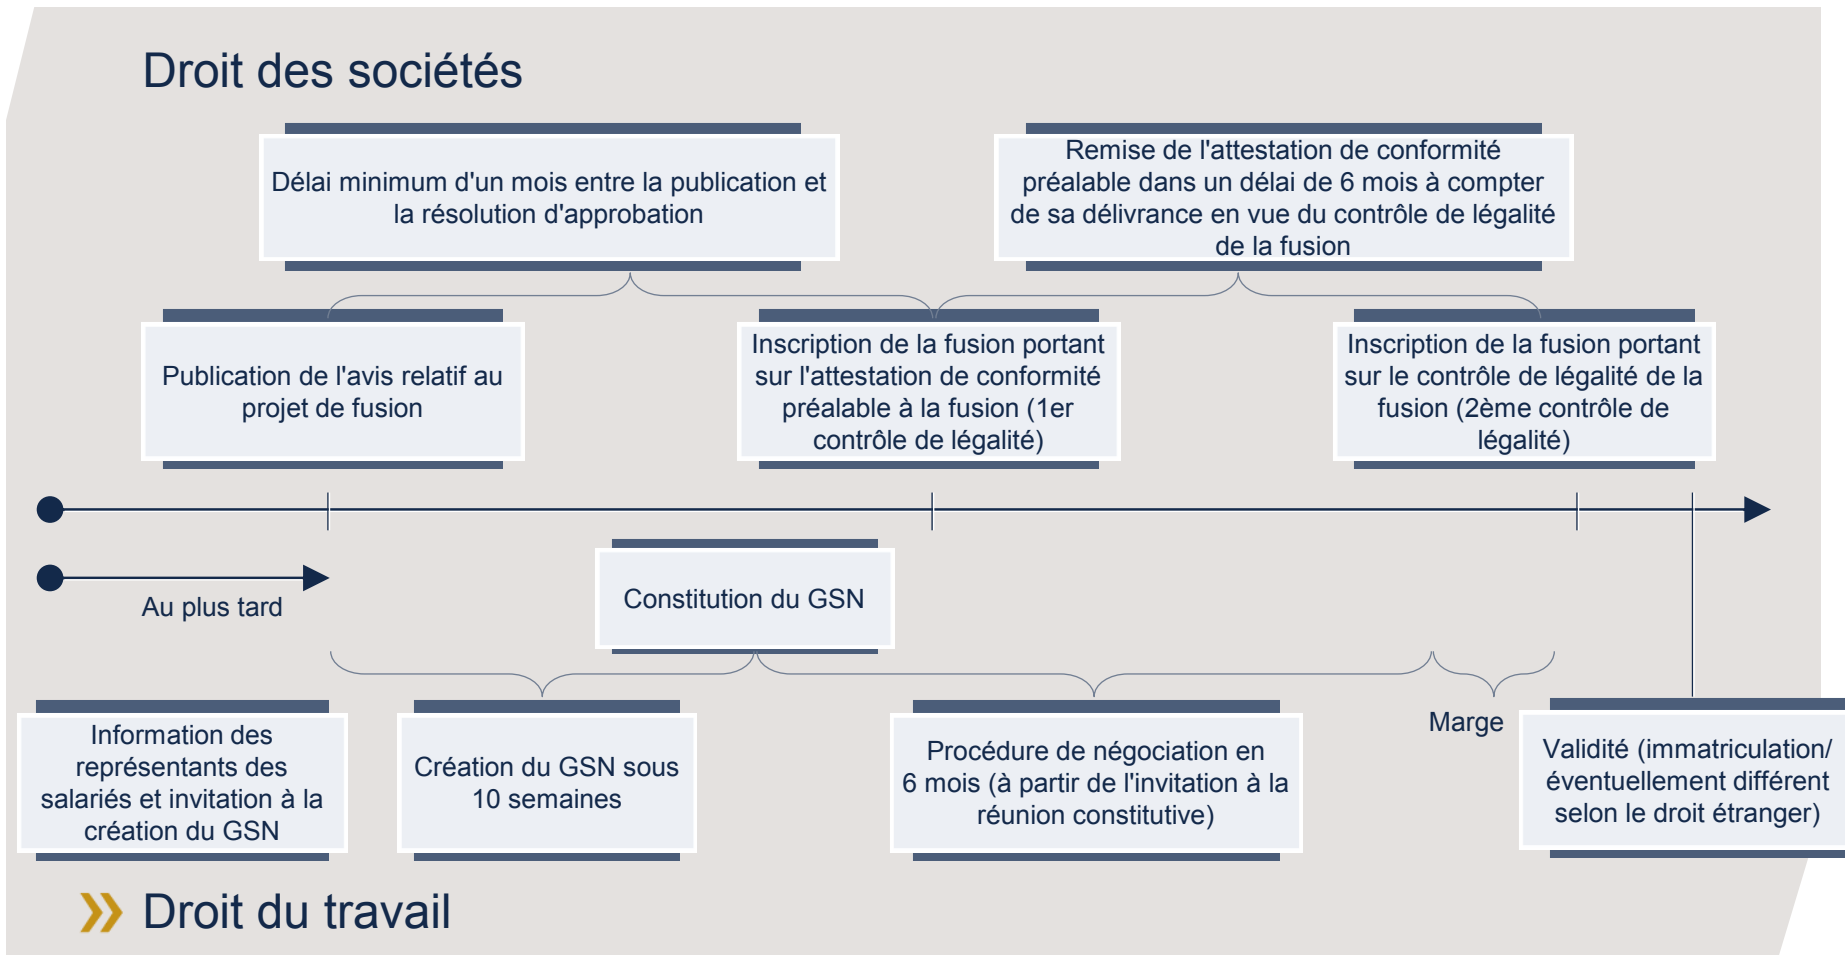 Droit des sociétés
Délai minimum d'un mois entre la publication et
la résolution d'approbation
Remise de l'attestation de conformité
préalable dans un délai de 6 mois à compter
de sa délivrance en vue du contrôle de légalité
de la fusion
Publication de l'avis relatif au
projet de fusion
Inscription de la fusion portant
sur l'attestation de conformité
préalable à la fusion (1er
contrôle de légalité)
Inscription de la fusion portant
sur le contrôle de légalité de la
fusion (2ème contrôle de
légalité)
Au plus tard
Constitution du GSN
Information des
représentants des
salariés et invitation à la
création du GSN
Création du GSN sous
10 semaines
Procédure de négociation en
6 mois (à partir de l'invitation à la
réunion constitutive)
Marge
Validité (immatriculation/
éventuellement différent
selon le droit étranger)
Droit du travail